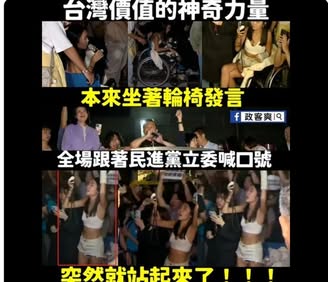 台灣價值的神奇力量
本來坐著輪椅發言
政客爽
全場跟著民進黨立委喊口號
突然就站起來了！！！